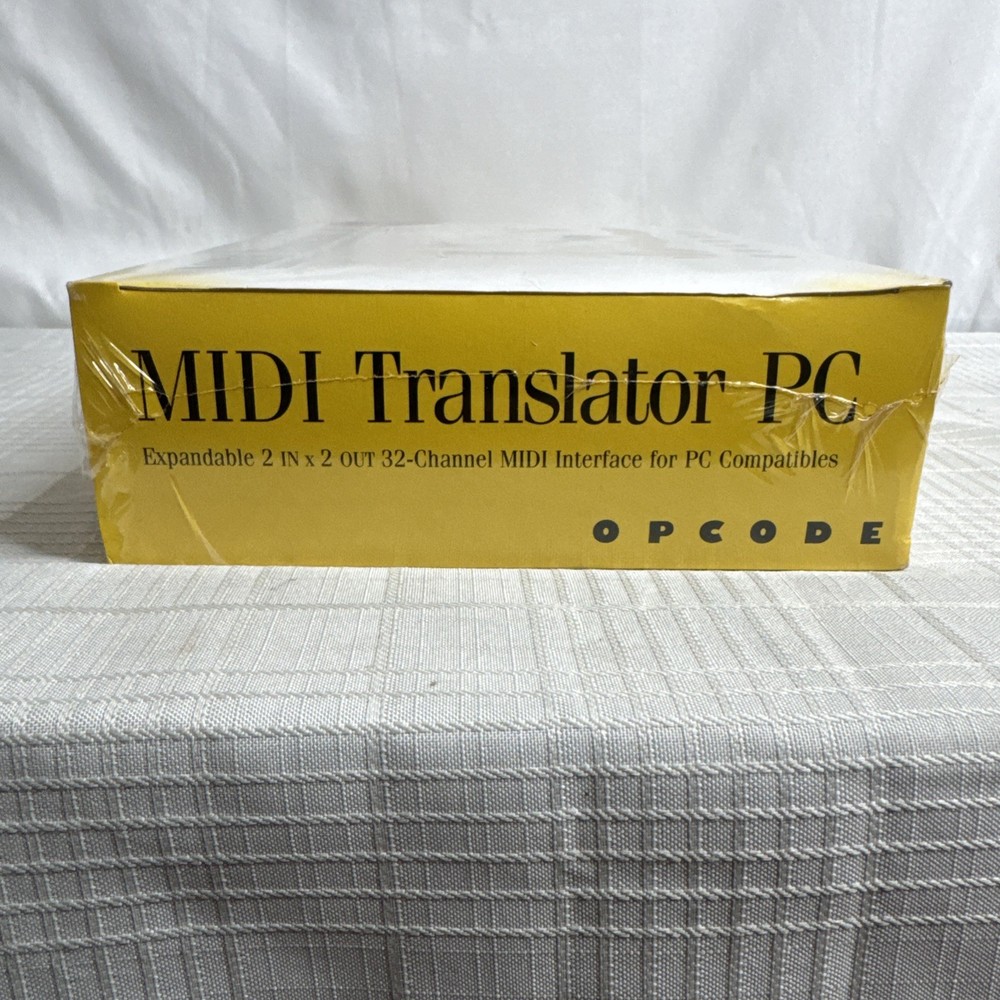 MIDI Translator PC
Expandable 2 IN x 2 OUT 32-Channel MIDI Interface for PC Compatibles
OPCODE